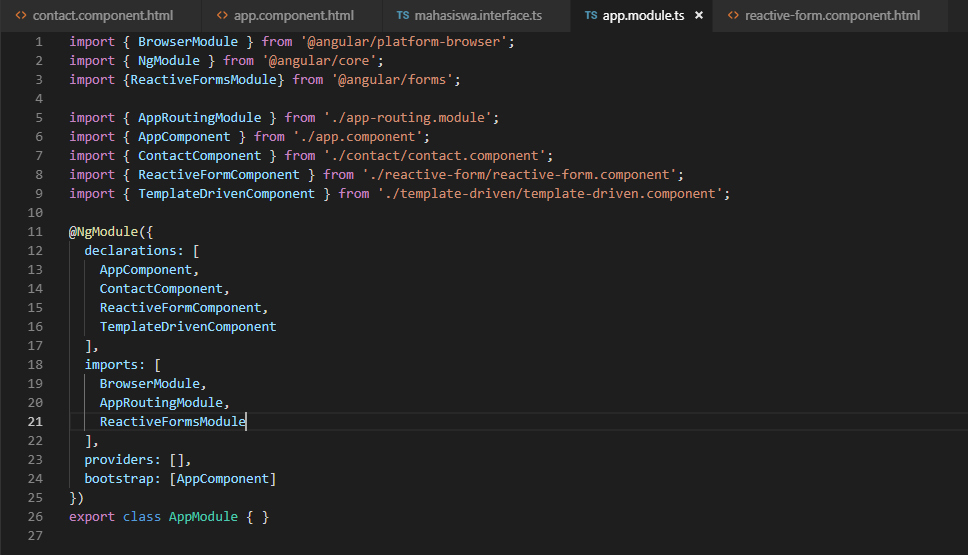 <> contact.component.html <> app.component.html TS mahasiswa.interface.ts TS app.module.ts × <> reactive-form.component.html
1 import { BrowserModule } from '@angular/platform-browser';
2 import { NgModule } from '@angular/core';
3 import {ReactiveFormsModule} from '@angular/forms';
4
5 import { AppRoutingModule } from './app-routing.module';
6 import { AppComponent } from './app.component';
7 import { ContactComponent } from './contact/contact.component';
8 import { ReactiveFormComponent } from './reactive-form/reactive-form.component';
9 import { TemplateDrivenComponent } from './template-driven/template-driven.component';
10
11 @NgModule({
12   declarations: [
13     AppComponent,
14     ContactComponent,
15     ReactiveFormComponent,
16     TemplateDrivenComponent
17   ],
18   imports: [
19     BrowserModule,
20     AppRoutingModule,
21     ReactiveFormsModule
22   ],
23   providers: [],
24   bootstrap: [AppComponent]
25 })
26 export class AppModule { }
27